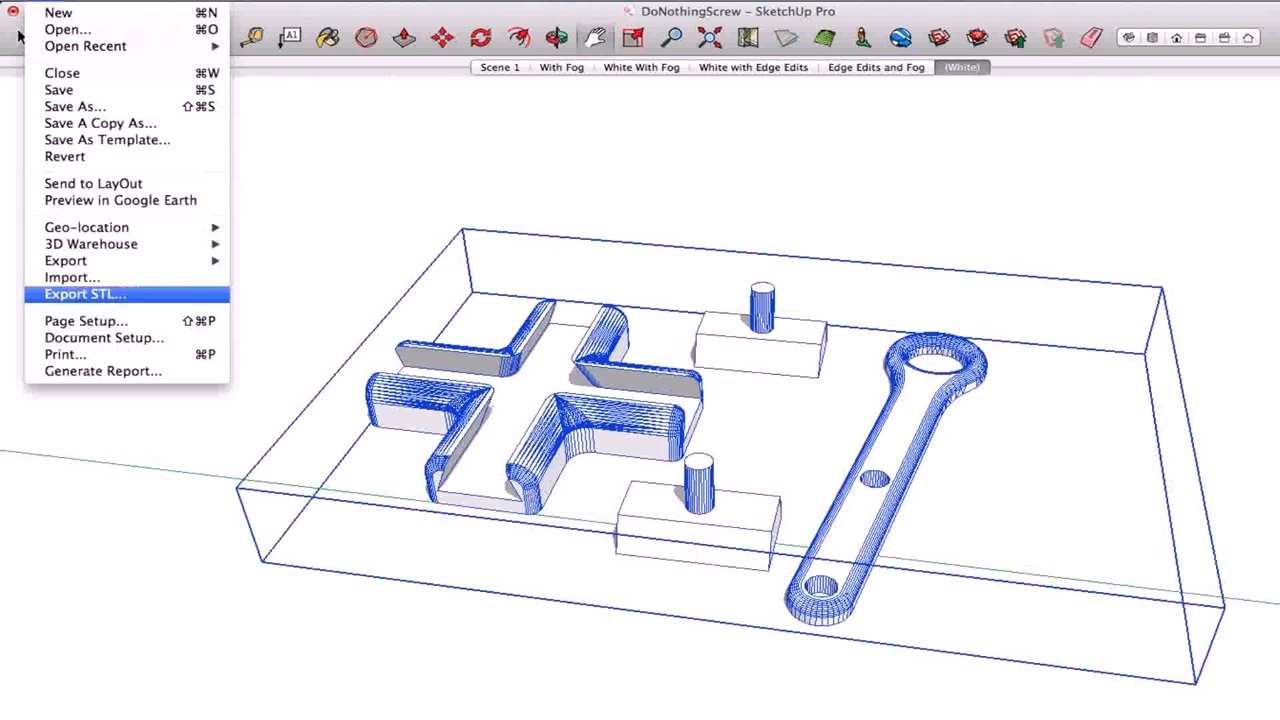 DoNothingScrew – SketchUp Pro
New ⌘N
Open... ⌘O
Open Recent ▶
Close ⌘W
Save ⌘S
Save As... ⇧⌘S
Save A Copy As...
Save As Template...
Revert
Send to LayOut
Preview in Google Earth
Geo-location ▶
3D Warehouse ▶
Export ▶
Import...
Export STL...
Page Setup... ⇧⌘P
Document Setup...
Print... ⌘P
Generate Report...
A1
Scene 1 With Fog White With Fog White with Edge Edits Edge Edits and Fog (White)